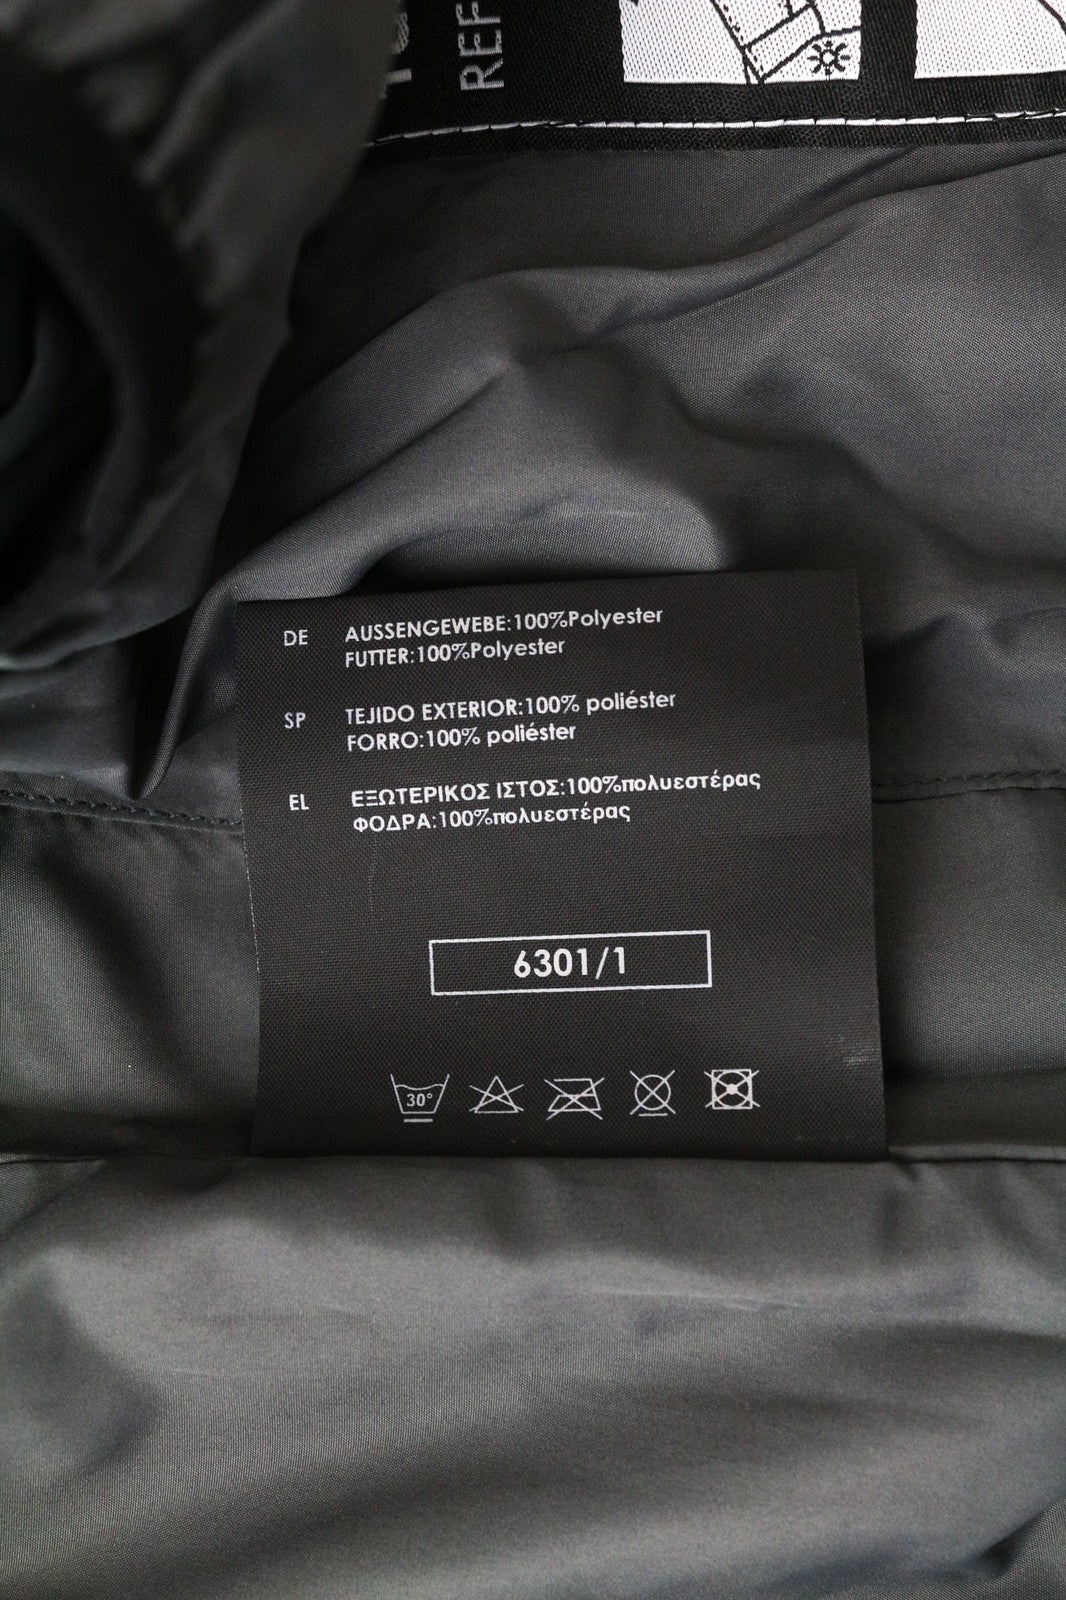 REF
DE AUSSENGEWEBE:100%Polyester
FUTTER:100%Polyester
SP TEJIDO EXTERIOR:100% poliéster
FORRO:100% poliéster
EL ΕΞΩΤΕΡΙΚΟΣ ΙΣΤΟΣ:100%πολυεστέρας
ΦΟΔΡΑ:100%πολυεστέρας
6301/1
30°